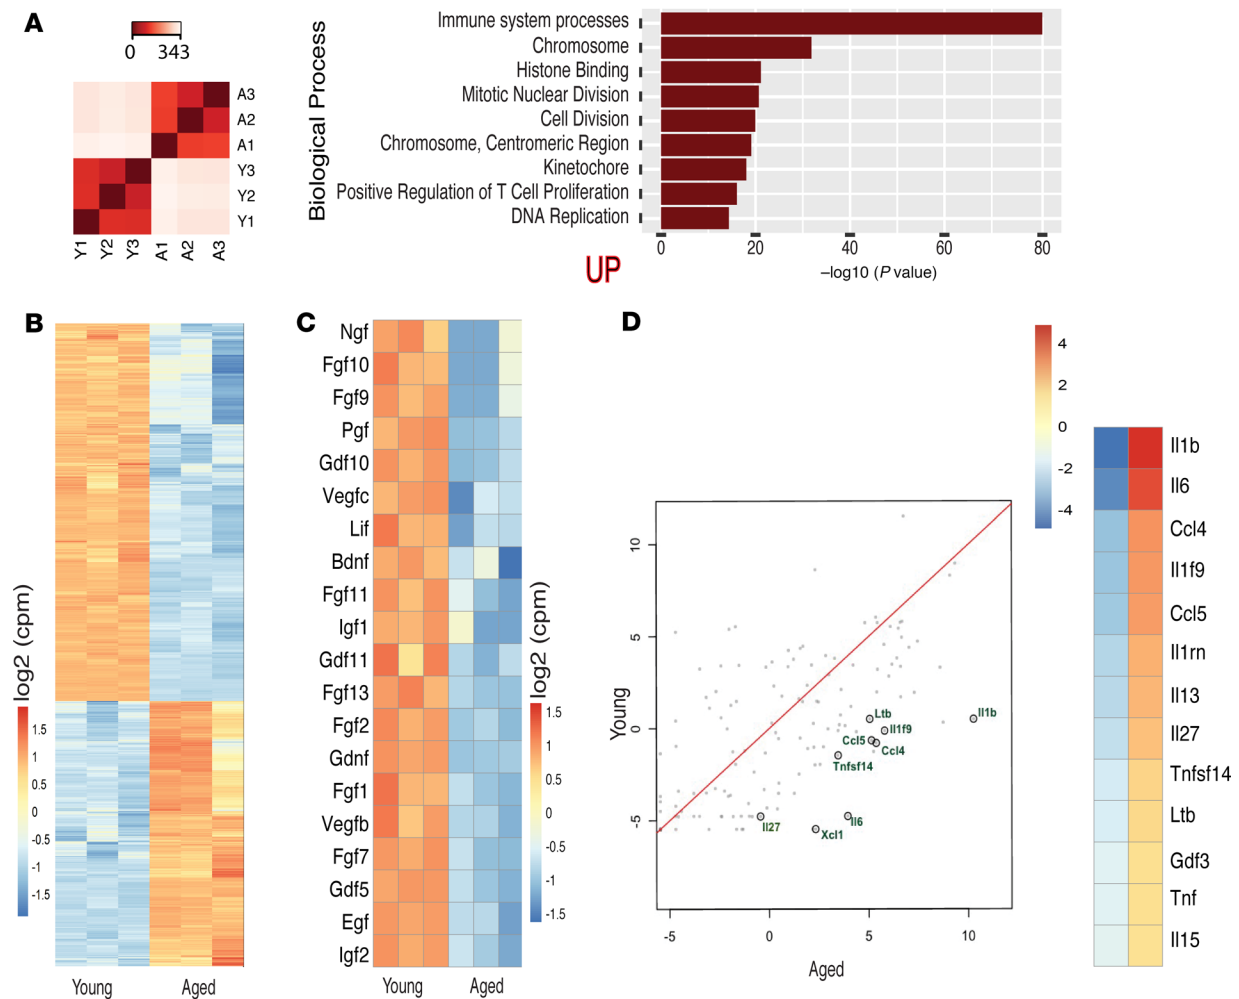 A
0 343
A3
A2
A1
Y3
Y2
Y1
Y1 Y2 Y3 A1 A2 A3
Biological Process
Immune system processes
Chromosome
Histone Binding
Mitotic Nuclear Division
Cell Division
Chromosome, Centromeric Region
Kinetochore
Positive Regulation of T Cell Proliferation
DNA Replication
0 20 40 60 80
–log10 (P value)
UP
B
log2 (cpm)
1.5
1
0.5
0
-0.5
-1
-1.5
Young Aged
C
Ngf
Fgf10
Fgf9
Pgf
Gdf10
Vegfc
Lif
Bdnf
Fgf11
Igf1
Gdf11
Fgf13
Fgf2
Gdnf
Fgf1
Vegfb
Fgf7
Gdf5
Egf
Igf2
Young Aged
log2 (cpm)
1.5
1
0.5
0
-0.5
-1
-1.5
D
4
2
0
-2
-4
Young
10
5
0
-5
Ltb
Il1b
Il1f9
Ccl5
Ccl4
Tnfsf14
Il27
Il6
Xcl1
-5 0 5 10
Aged
Il1b
Il6
Ccl4
Il1f9
Ccl5
Il1rn
Il13
Il27
Tnfsf14
Ltb
Gdf3
Tnf
Il15